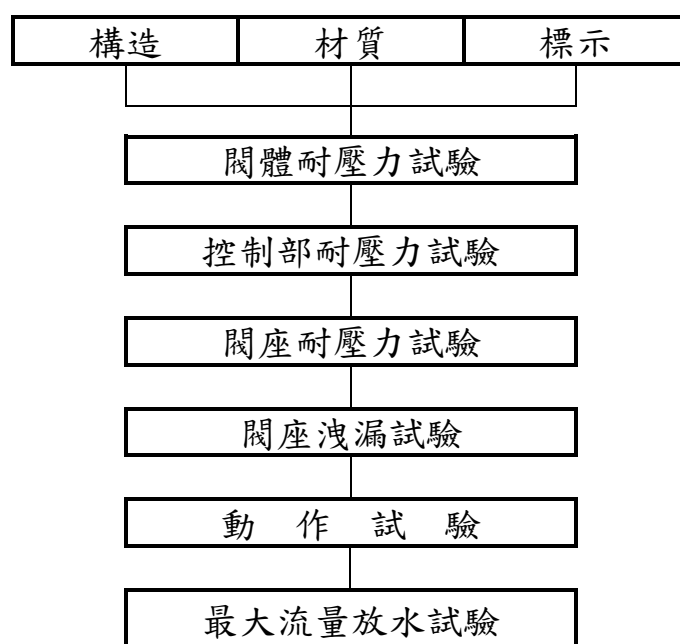 構造 材質 標示
閥體耐壓力試驗
控制部耐壓力試驗
閥座耐壓力試驗
閥座洩漏試驗
動 作 試 驗
最大流量放水試驗